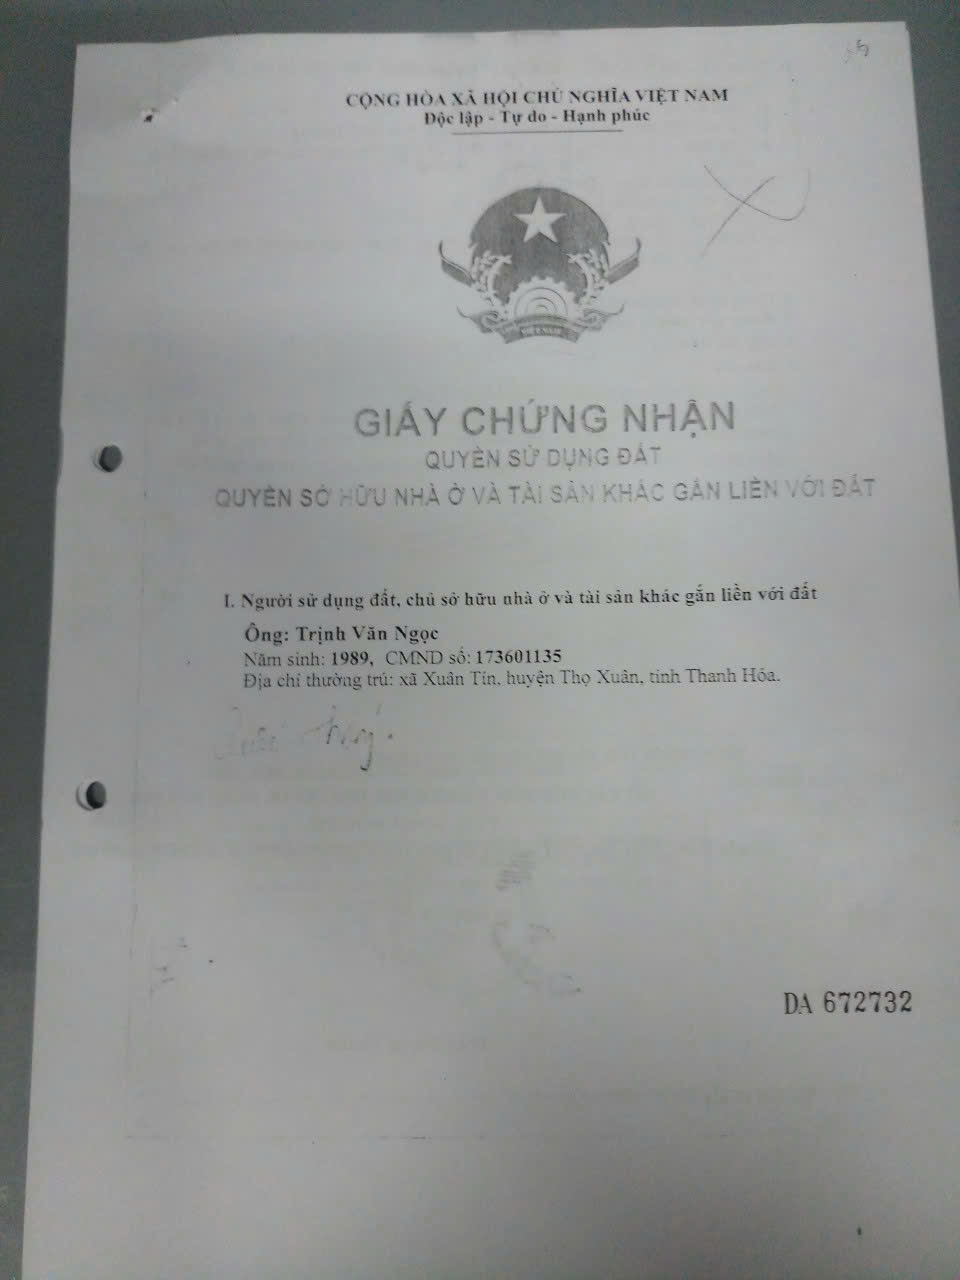 CỘNG HÒA XÃ HỘI CHỦ NGHĨA VIỆT NAM
Độc lập - Tự do - Hạnh phúc
VIỆT NAM
GIẤY CHỨNG NHẬN
QUYỀN SỬ DỤNG ĐẤT
QUYỀN SỞ HỮU NHÀ Ở VÀ TÀI SẢN KHÁC GẮN LIỀN VỚI ĐẤT
I. Người sử dụng đất, chủ sở hữu nhà ở và tài sản khác gắn liền với đất
Ông: Trịnh Văn Ngọc
Năm sinh: 1989, CMND số: 173601135
Địa chỉ thường trú: xã Xuân Tín, huyện Thọ Xuân, tỉnh Thanh Hóa.
DA 672732